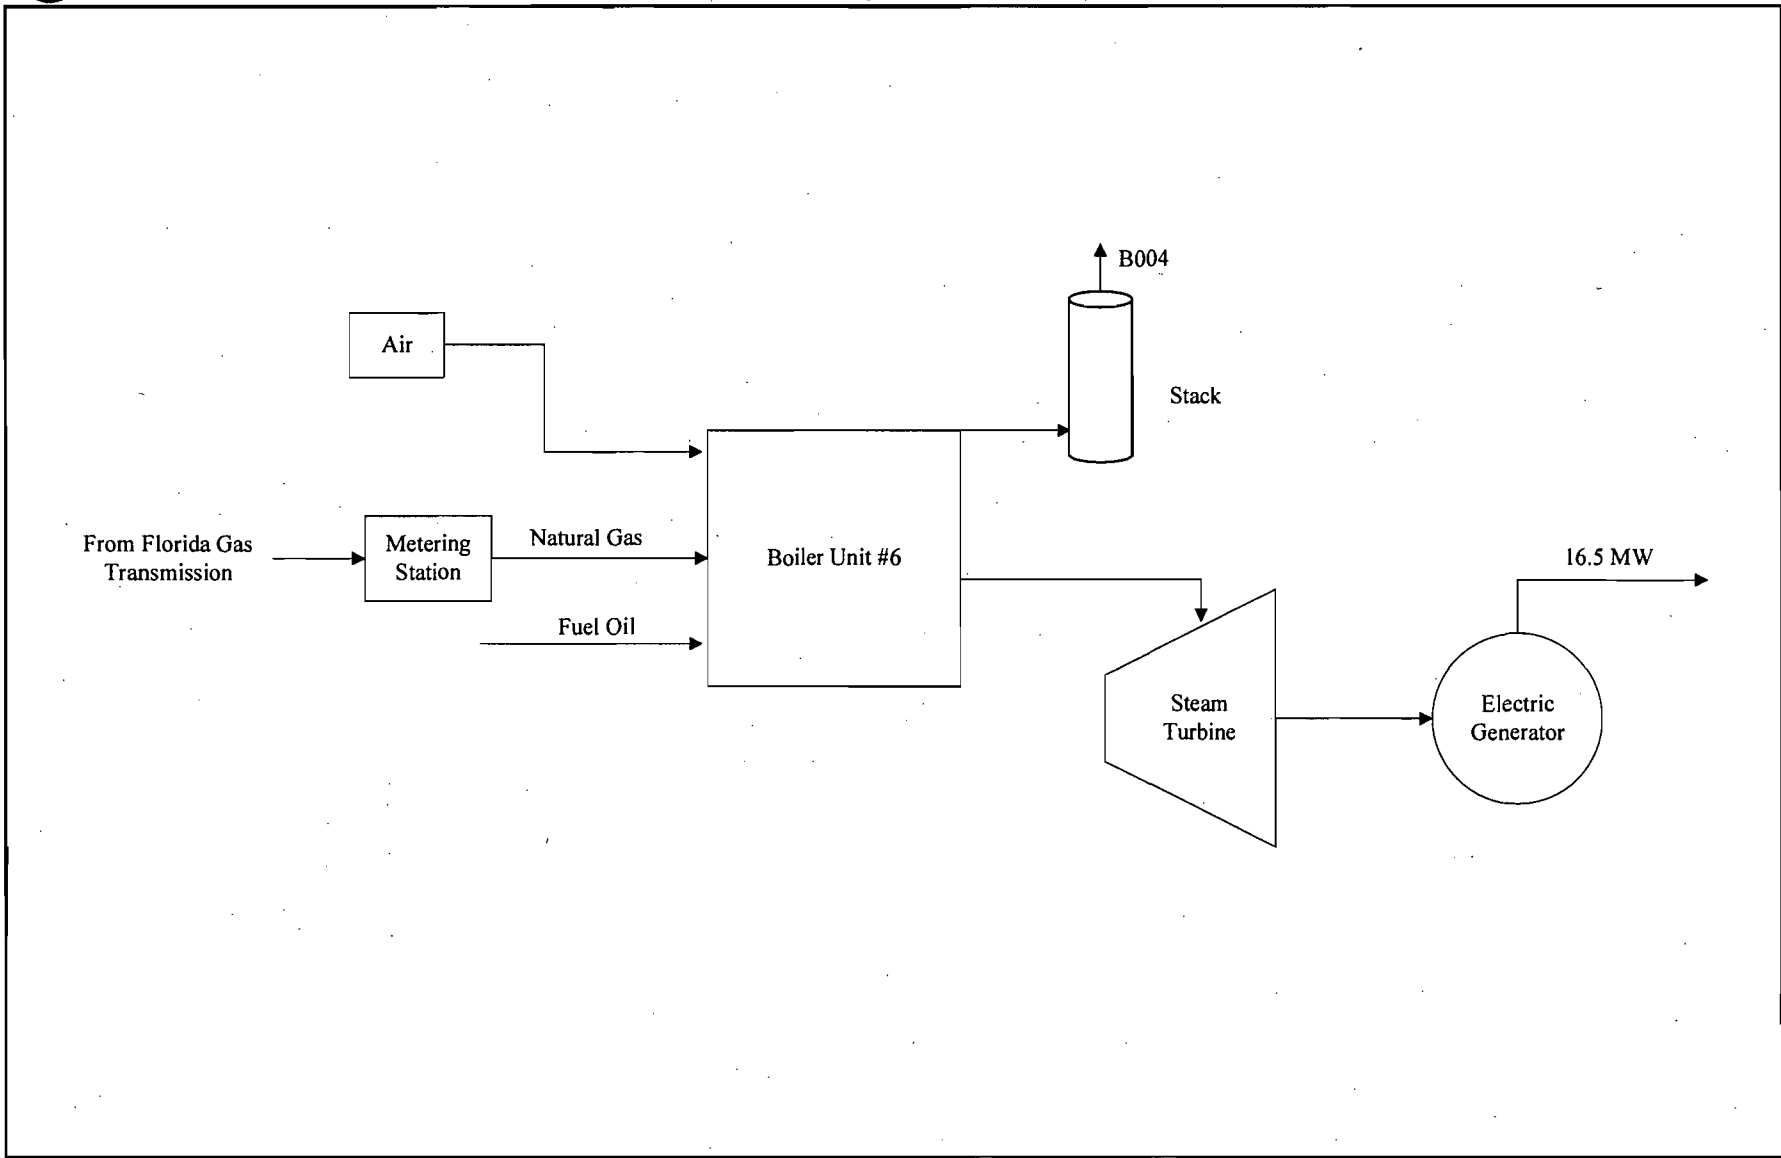 B004
Air
Stack
From Florida Gas
Transmission
Metering
Station
Natural Gas
Boiler Unit #6
16.5 MW
Fuel Oil
Steam
Turbine
Electric
Generator